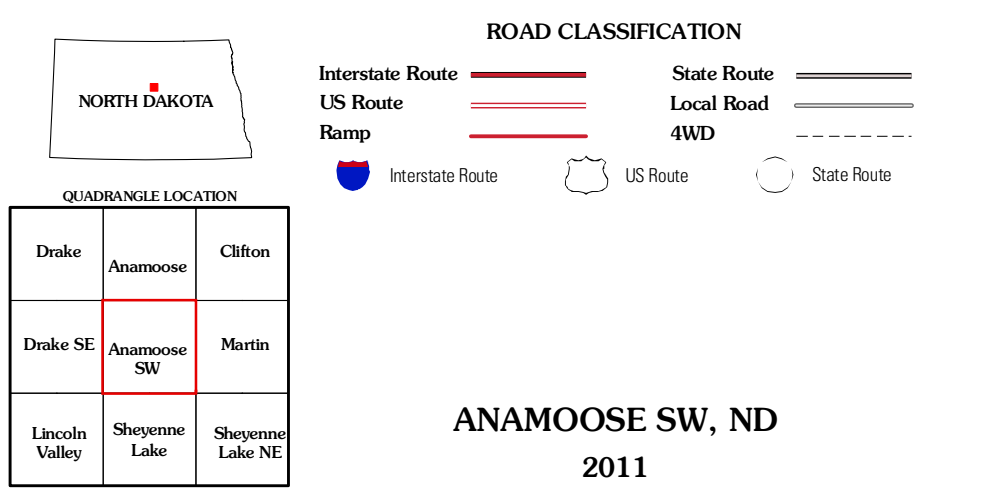 ROAD CLASSIFICATION
Interstate Route
State Route
US Route
Local Road
Ramp
4WD
Interstate Route
US Route
State Route
NORTH DAKOTA
QUADRANGLE LOCATION
Drake
Anamoose
Clifton
Drake SE
Anamoose
SW
Martin
Lincoln
Valley
Sheyenne
Lake
Sheyenne
Lake NE
ANAMOOSE SW, ND
2011